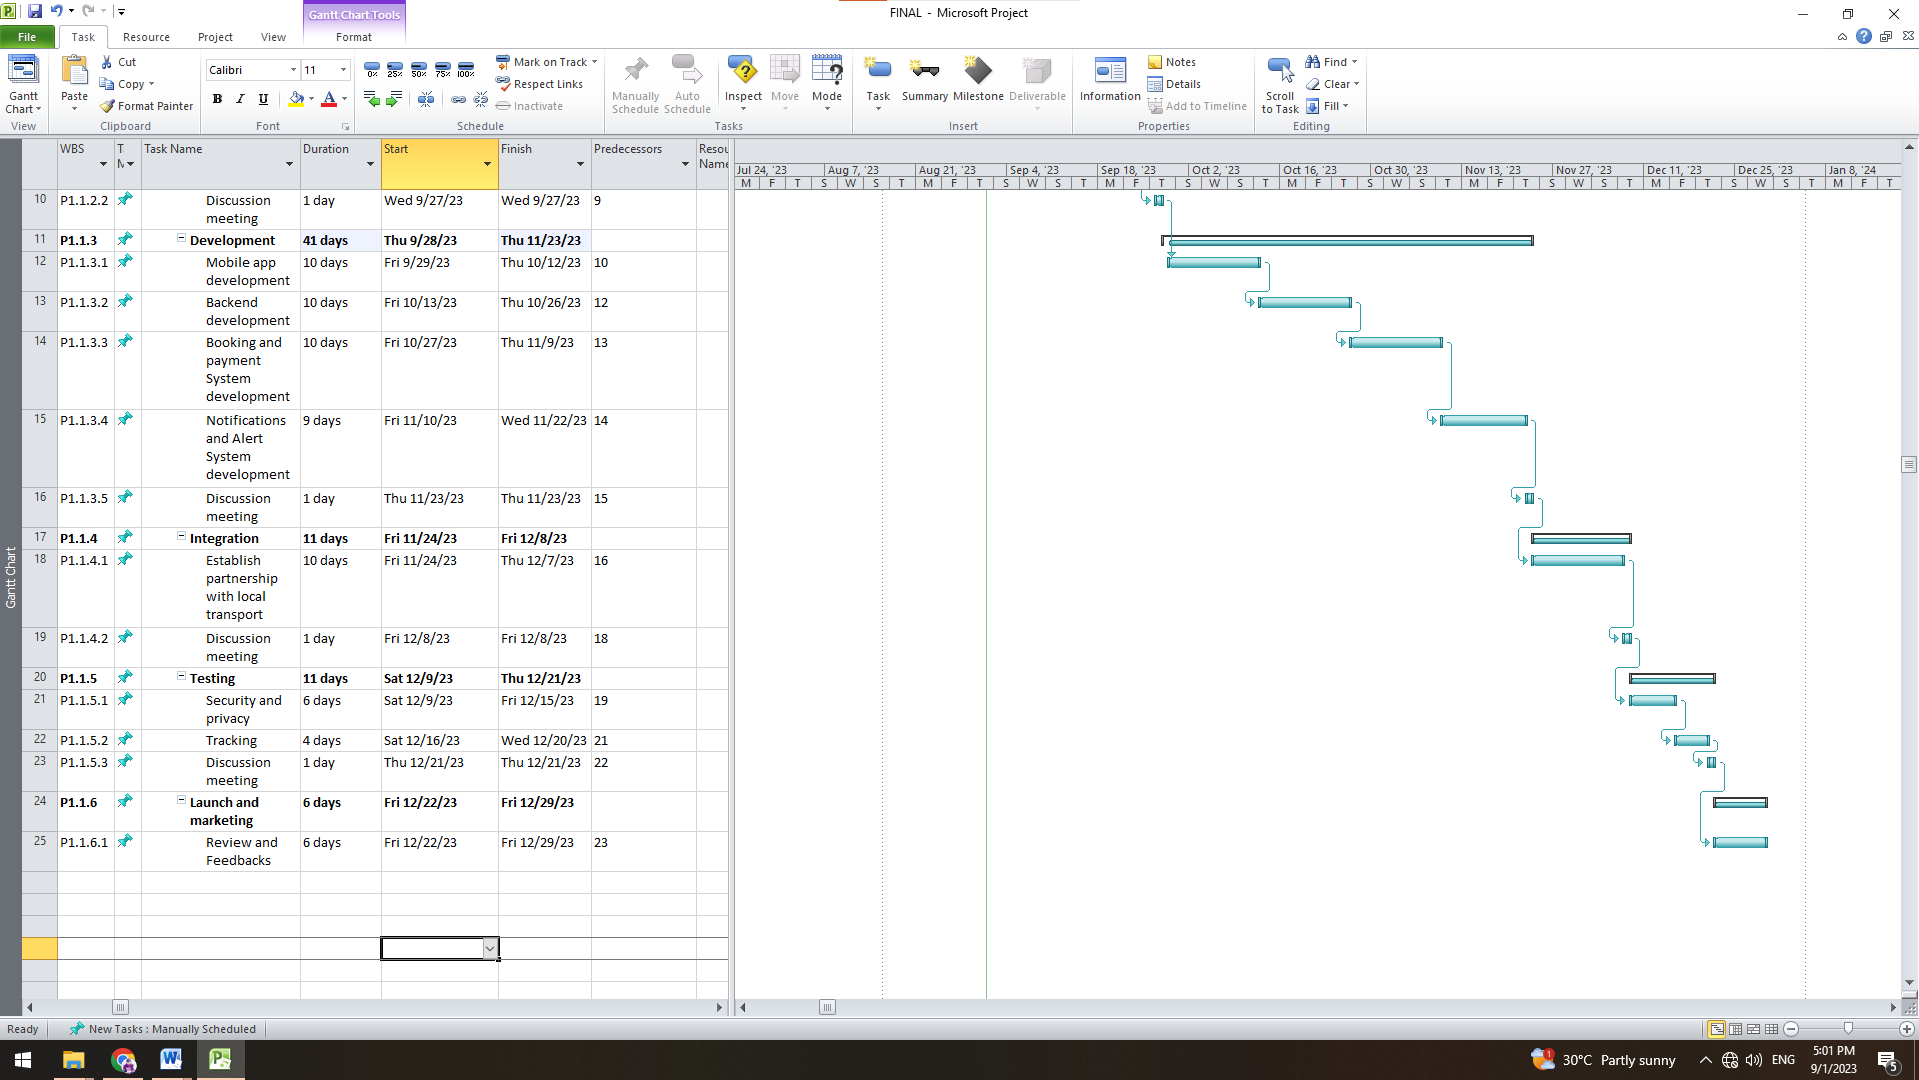 FINAL - Microsoft Project
Gantt Chart Tools
File Task Resource Project View Format
Gantt Chart
View
Paste
Cut
Copy
Format Painter
Clipboard
Calibri 11
B I U A
Font
0% 25% 50% 75% 100%
Mark on Track
Respect Links
Inactivate
Schedule
Manually Schedule
Auto Schedule
Inspect
Move
Mode
Tasks
Task
Summary
Milestone
Deliverable
Insert
Information
Notes
Details
Add to Timeline
Properties
Scroll to Task
Find
Clear
Fill
Editing
WBS Task Name Duration Start Finish Predecessors
Jul 24, '23 Aug 7, '23 Aug 21, '23 Sep 4, '23 Sep 18, '23 Oct 2, '23 Oct 16, '23 Oct 30, '23 Nov 13, '23 Nov 27, '23 Dec 11, '23 Dec 25, '23 Jan 8, '24
M F T S W S T M F T S W S T M F T S W S T M F T S W S T M F T S W S T M F T S W S T M F T
10 P1.1.2.2 Discussion meeting 1 day Wed 9/27/23 Wed 9/27/23 9
11 P1.1.3 Development 41 days Thu 9/28/23 Thu 11/23/23
12 P1.1.3.1 Mobile app development 10 days Fri 9/29/23 Thu 10/12/23 10
13 P1.1.3.2 Backend development 10 days Fri 10/13/23 Thu 10/26/23 12
14 P1.1.3.3 Booking and payment System development 10 days Fri 10/27/23 Thu 11/9/23 13
15 P1.1.3.4 Notifications and Alert System development 9 days Fri 11/10/23 Wed 11/22/23 14
16 P1.1.3.5 Discussion meeting 1 day Thu 11/23/23 Thu 11/23/23 15
17 P1.1.4 Integration 11 days Fri 11/24/23 Fri 12/8/23
18 P1.1.4.1 Establish partnership with local transport 10 days Fri 11/24/23 Thu 12/7/23 16
19 P1.1.4.2 Discussion meeting 1 day Fri 12/8/23 Fri 12/8/23 18
20 P1.1.5 Testing 11 days Sat 12/9/23 Thu 12/21/23
21 P1.1.5.1 Security and privacy 6 days Sat 12/9/23 Fri 12/15/23 19
22 P1.1.5.2 Tracking 4 days Sat 12/16/23 Wed 12/20/23 21
23 P1.1.5.3 Discussion meeting 1 day Thu 12/21/23 Thu 12/21/23 22
24 P1.1.6 Launch and marketing 6 days Fri 12/22/23 Fri 12/29/23
25 P1.1.6.1 Review and Feedbacks 6 days Fri 12/22/23 Fri 12/29/23 23
Gantt Chart
Ready New Tasks : Manually Scheduled
30°C Partly sunny
ENG
5:01 PM
9/1/2023
5